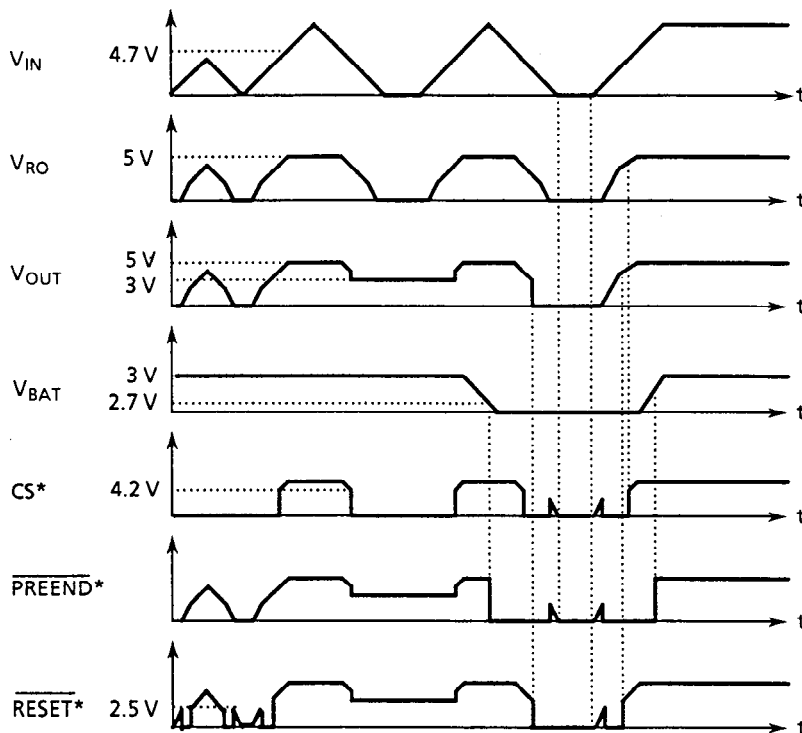 V_IN 4.7 V t
V_RO 5 V t
V_OUT 5 V t
3 V
V_BAT 3 V t
2.7 V
CS* 4.2 V t
PREEND* t
RESET* 2.5 V t